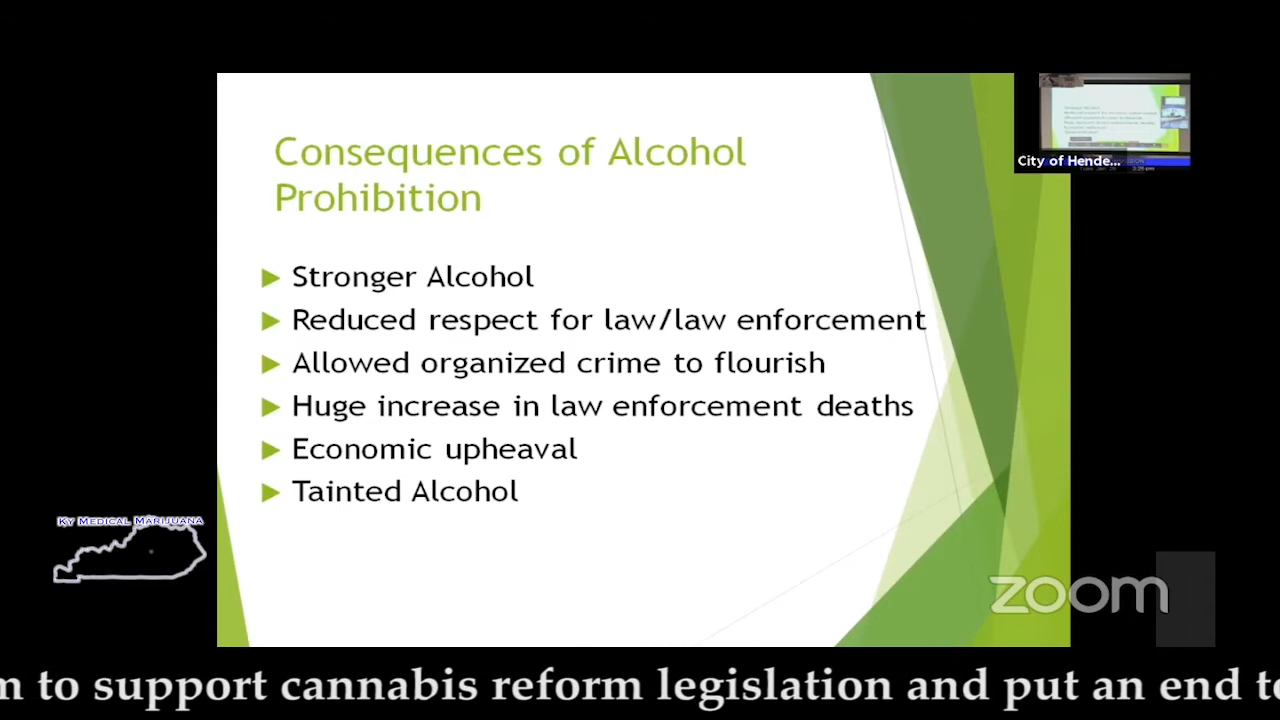 Consequences of Alcohol
Prohibition
Stronger Alcohol
Reduced respect for law/law enforcement
Allowed organized crime to flourish
Huge increase in law enforcement deaths
Economic upheaval
Tainted Alcohol
City of Hende...
KY MEDICAL MARIJUANA
zoom
m to support cannabis reform legislation and put an end to